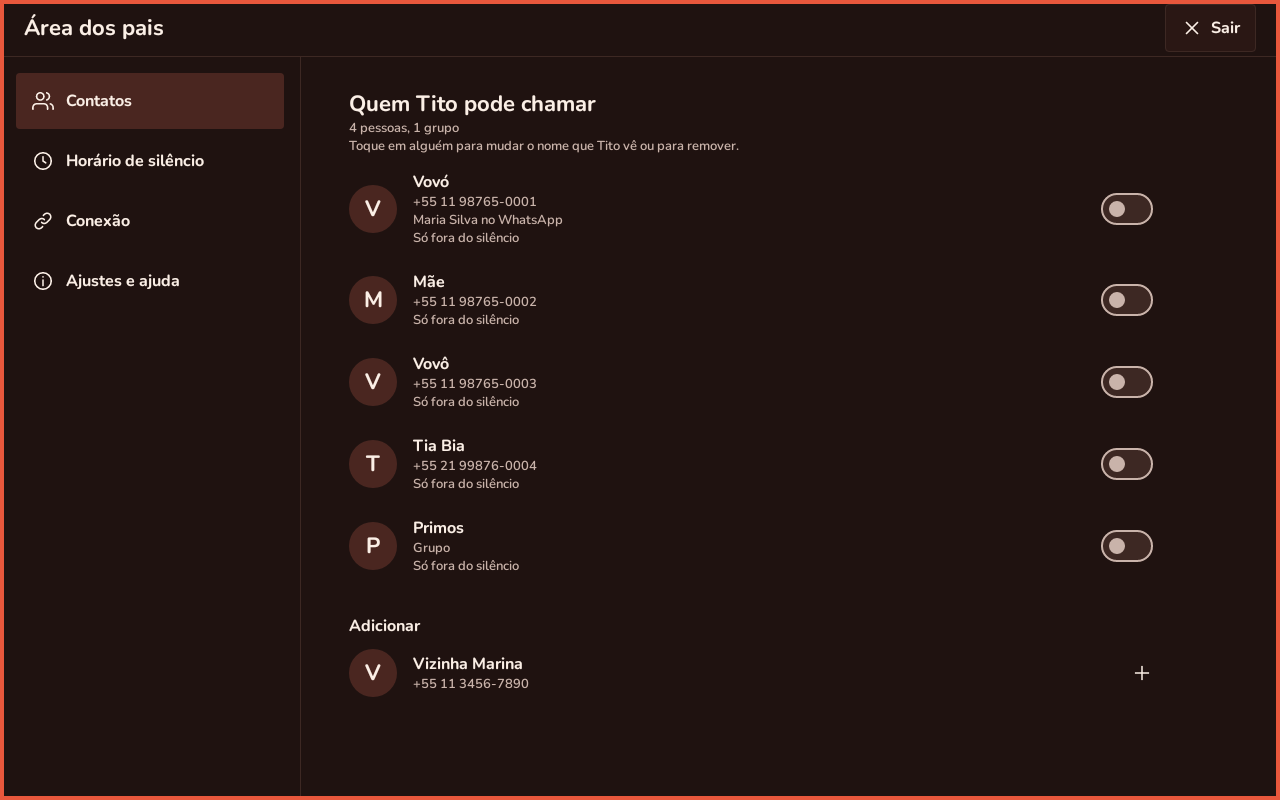 Área dos pais
Sair
Contatos
Horário de silêncio
Conexão
Ajustes e ajuda
Quem Tito pode chamar
4 pessoas, 1 grupo
Toque em alguém para mudar o nome que Tito vê ou para remover.
V
Vovó
+55 11 98765-0001
Maria Silva no WhatsApp
Só fora do silêncio
M
Mãe
+55 11 98765-0002
Só fora do silêncio
V
Vovô
+55 11 98765-0003
Só fora do silêncio
T
Tia Bia
+55 21 99876-0004
Só fora do silêncio
P
Primos
Grupo
Só fora do silêncio
Adicionar
V
Vizinha Marina
+55 11 3456-7890